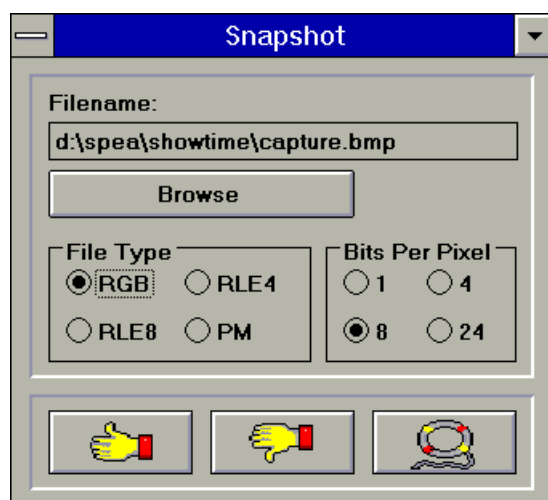 Snapshot
Filename:
d:\spea\showtime\capture.bmp
Browse
File Type
RGB RLE4
RLE8 PM
Bits Per Pixel
1 4
8 24